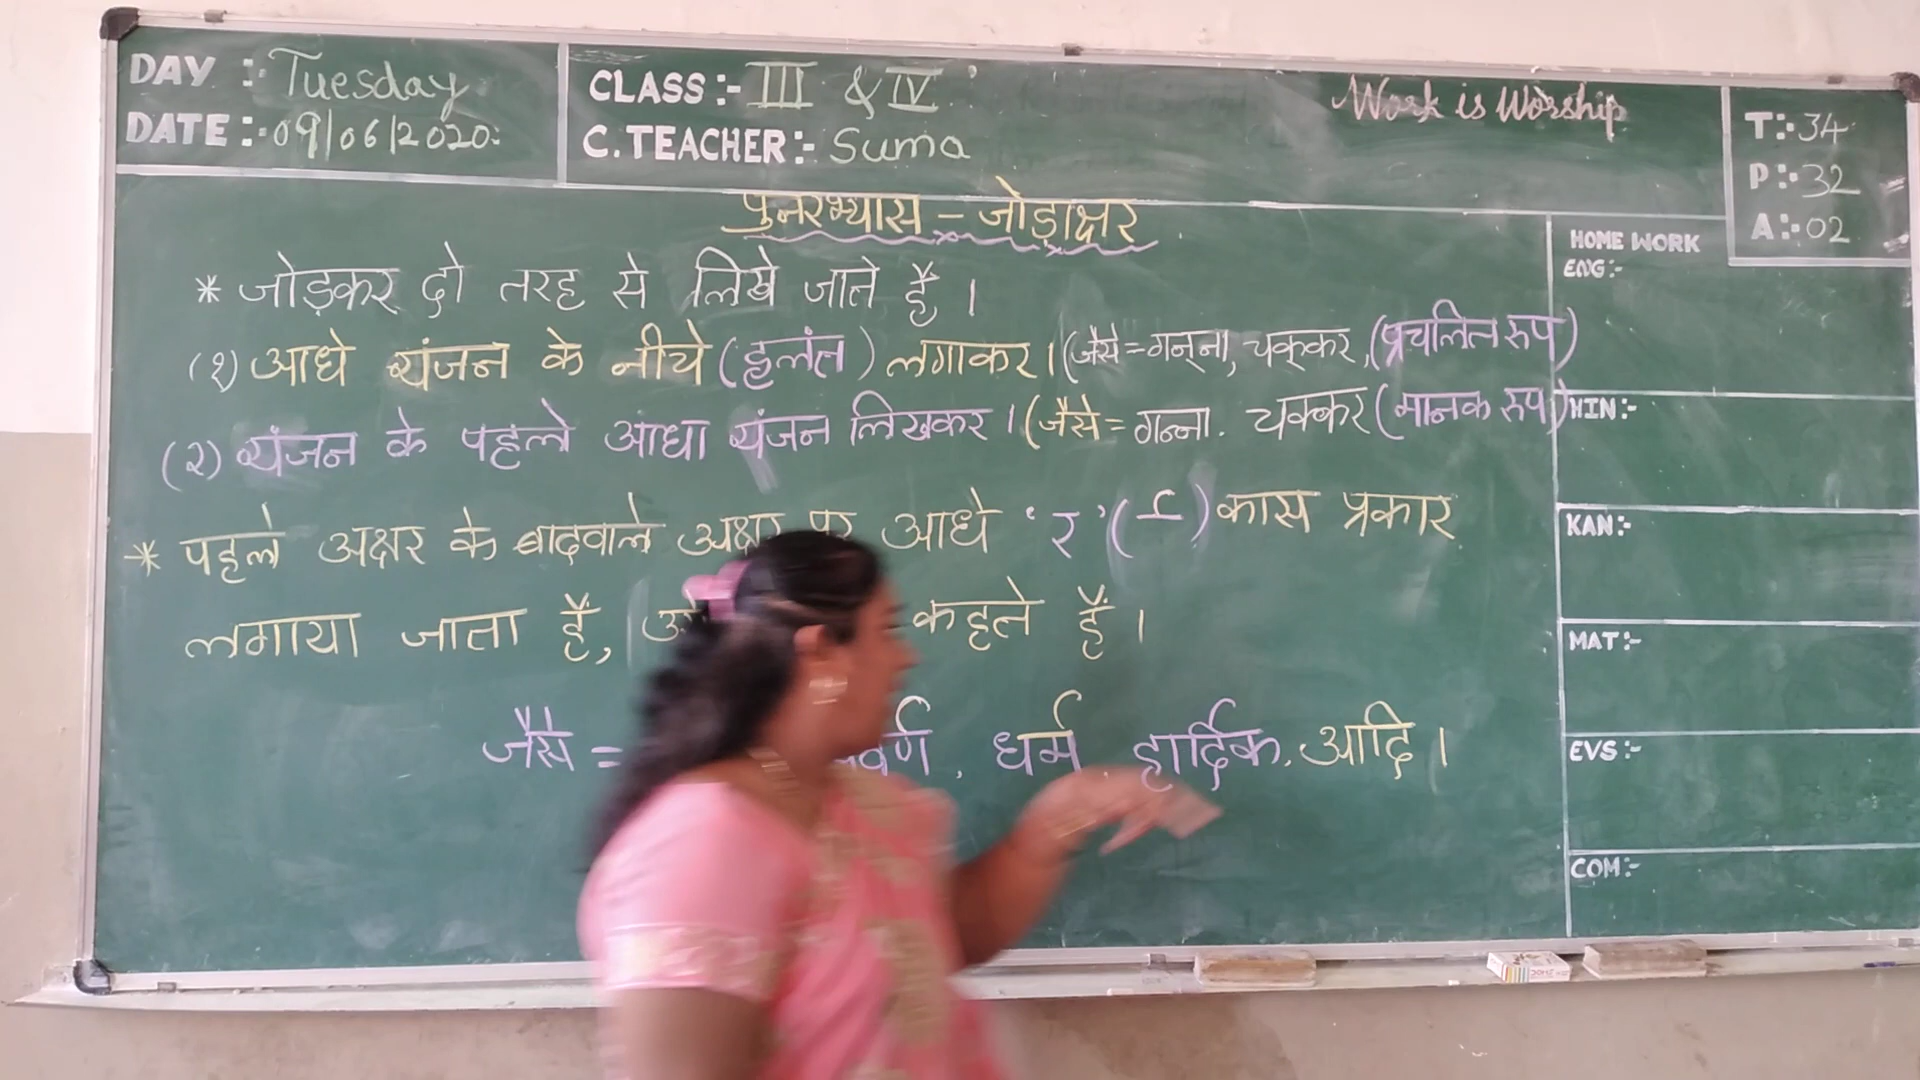 DAY :- Tuesday
DATE :- 09/06/2020.
CLASS :- III & IV
C. TEACHER :- Suma
Work is Worship
T :- 34
P :- 32
A :- 02
पुनरभ्यास – जोड़ाक्षर
* जोड़कर दो तरह से लिखे जाते हैं ।
(१) आधे यंजन के नीचे (हलंत) लगाकर । (जैसे = गन्‌ना, चक्‌कर, (प्रचलित रुप)
(२) यंजन के पहले आधा यंजन लिखकर । (जैसे = गन्ना. चक्कर (मानक रुप)
* पहले अक्षर के बादवाले अक्षर पर आधे 'र' ( र्) कास प्रकार
लगाया जाता हैं, कहते हैं ।
जैसे = धर्म, हार्दिक. आदि ।
HOME WORK
ENG :-
HIN :-
KAN :-
MAT :-
EVS :-
COM :-